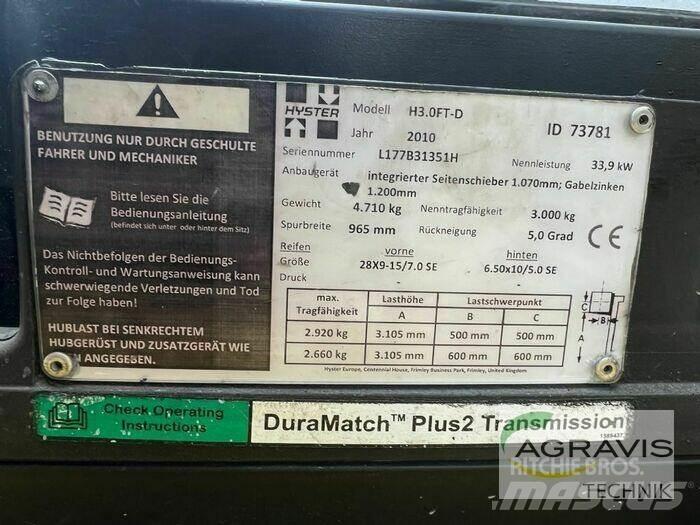 BENUTZUNG NUR DURCH GESCHULTE
FAHRER UND MECHANIKER
Bitte lesen Sie die
Bedienungsanleitung
(befindet sich unter oder hinter dem Sitz)
Das Nichtbefolgen der Bedienungs-
Kontroll- und Wartungsanweisung kann
schwerwiegende Verletzungen und Tod
zur Folge haben!
HUBLAST BEI SENKRECHTEM
HUBGERÜST UND ZUSATZGERÄT WIE
EN ANGEGEBEN.
HYSTER
Modell H3.0FT-D ID 73781
Jahr 2010
Seriennummer L177B31351H Nennleistung 33,9 kW
Anbaugerät integrierter Seitenschieber 1.070mm; Gabelzinken
1.200mm
Gewicht 4.710 kg Nenntragfähigkeit 3.000 kg
Spurbreite 965 mm Rückneigung 5,0 Grad
CE
Reifen vorne hinten
Größe 28X9-15/7.0 SE 6.50x10/5.0 SE
Druck - -
max. Tragfähigkeit Lasthöhe Lastschwerpunkt
A B C
2.920 kg 3.105 mm 500 mm 500 mm
2.660 kg 3.105 mm 600 mm 600 mm
C
B
A
Hyster Europe, Centennial House, Frimley Business Park, Frimley, United Kingdom
Check Operating
Instructions
DuraMatch™ Plus2 Transmission
1589437
AGRAVIS
RITCHIE BROS.
TECHNIK
MASCUS